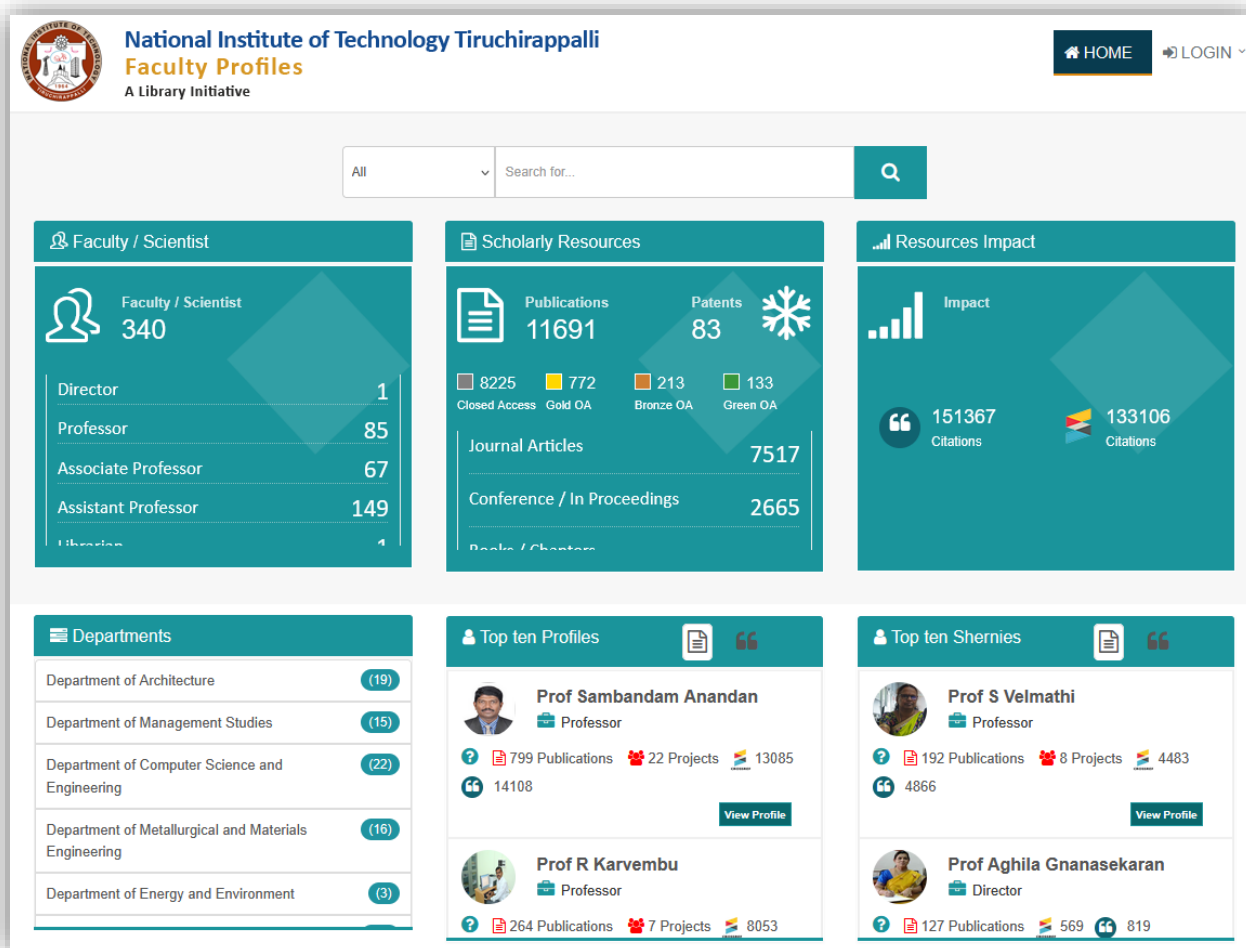 National Institute of Technology Tiruchirappalli
Faculty Profiles
A Library Initiative
HOME
LOGIN
All
Search for...
Faculty / Scientist
Faculty / Scientist
340
Director 1
Professor 85
Associate Professor 67
Assistant Professor 149
Librarian 1
Scholarly Resources
Publications
11691
Patents
83
8225 772 213 133
Closed Access Gold OA Bronze OA Green OA
Journal Articles 7517
Conference / In Proceedings 2665
Books / Chapters
Resources Impact
Impact
151367
Citations
133106
Citations
Departments
Department of Architecture (19)
Department of Management Studies (15)
Department of Computer Science and (22)
Engineering
Department of Metallurgical and Materials (16)
Engineering
Department of Energy and Environment (3)
Top ten Profiles
Prof Sambandam Anandan
Professor
799 Publications 22 Projects 13085
14108
View Profile
Prof R Karvembu
Professor
264 Publications 7 Projects 8053
Top ten Shernies
Prof S Velmathi
Professor
192 Publications 8 Projects 4483
4866
View Profile
Prof Aghila Gnanasekaran
Director
127 Publications 569 819